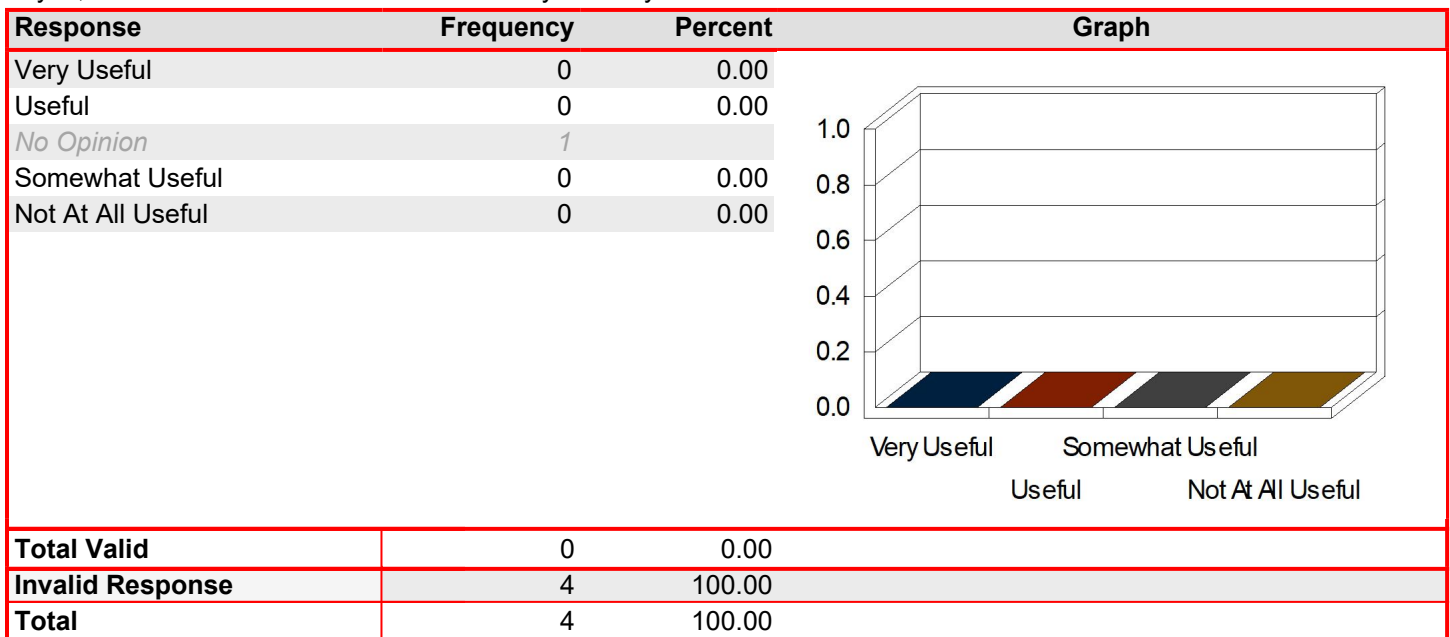 Response Frequency Percent Graph
Very Useful 0 0.00
Useful 0 0.00
No Opinion 1
Somewhat Useful 0 0.00
Not At All Useful 0 0.00
1.0
0.8
0.6
0.4
0.2
0.0
Very Useful Somewhat Useful
Useful Not At All Useful
Total Valid 0 0.00
Invalid Response 4 100.00
Total 4 100.00